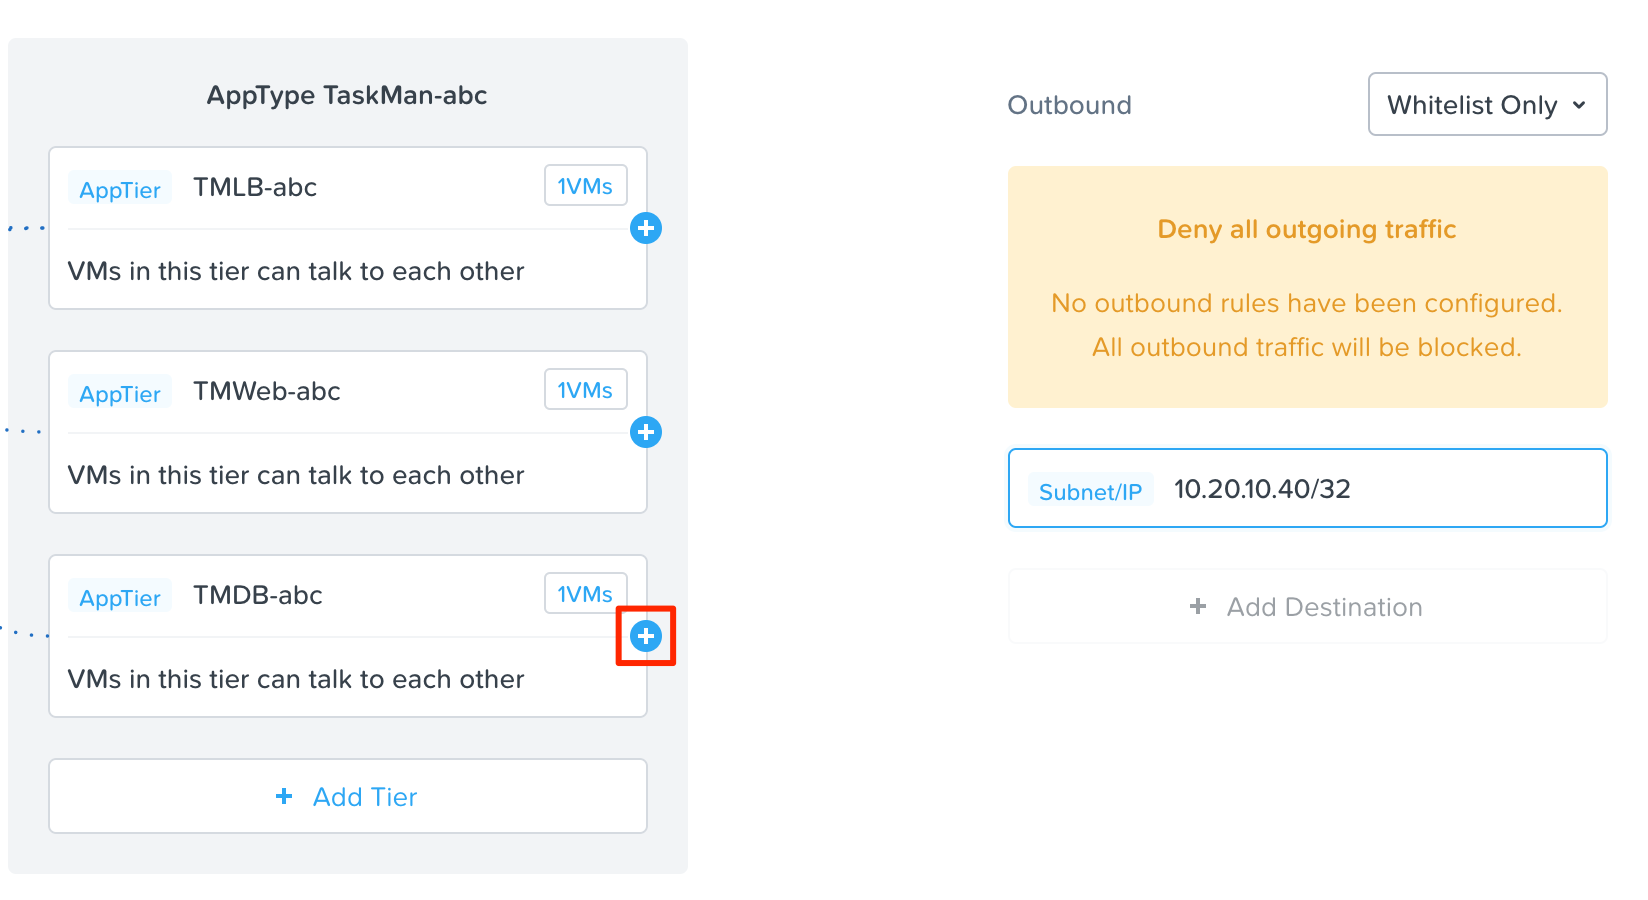 AppType TaskMan-abc
AppTier TMLB-abc 1VMs
VMs in this tier can talk to each other
AppTier TMWeb-abc 1VMs
VMs in this tier can talk to each other
AppTier TMDB-abc 1VMs
VMs in this tier can talk to each other
+ Add Tier
Outbound Whitelist Only
Deny all outgoing traffic
No outbound rules have been configured.
All outbound traffic will be blocked.
Subnet/IP 10.20.10.40/32
+ Add Destination